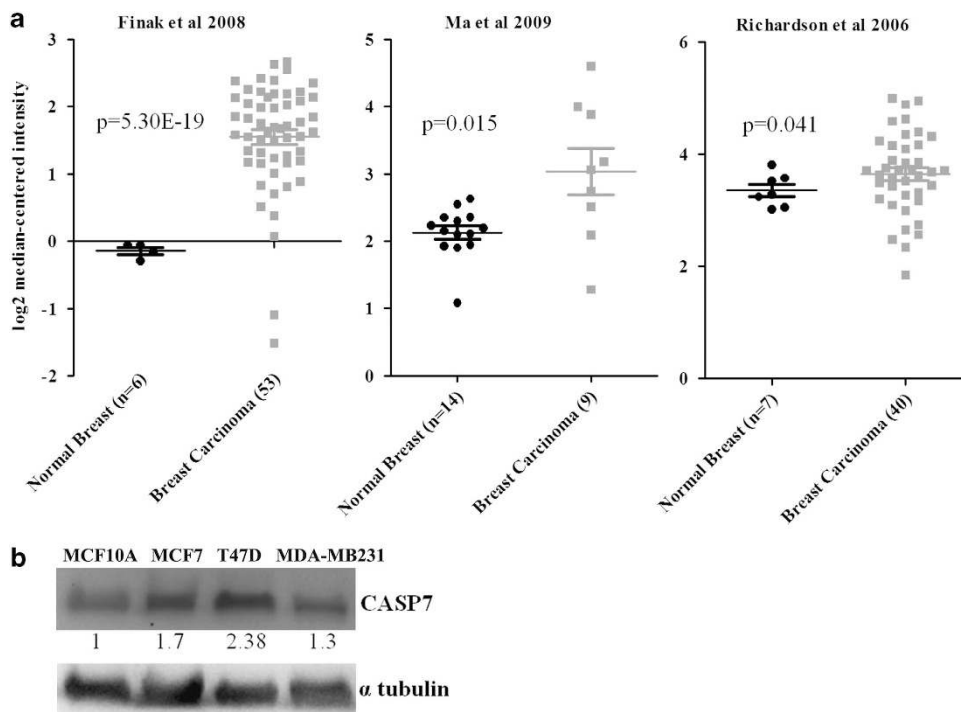 a
Finak et al 2008
Ma et al 2009
Richardson et al 2006
log2 median-centered intensity
3
2
1
0
-1
-2
p=5.30E-19
Normal Breast (n=6)
Breast Carcinoma (53)
5
4
3
2
1
0
p=0.015
Normal Breast (n=14)
Breast Carcinoma (9)
6
4
2
0
p=0.041
Normal Breast (n=7)
Breast Carcinoma (40)
b
MCF10A MCF7 T47D MDA-MB231
CASP7
1 1.7 2.38 1.3
α tubulin